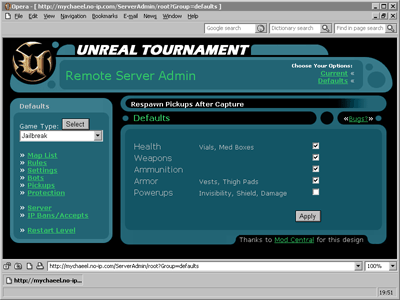 Opera - [http://mychaeel.no-ip.com/ServerAdmin/root?Group=defaults ]
File Edit View Navigation Bookmarks Mail Window Help
Google search Dictionary search Find in page search
UNREAL TOURNAMENT
Remote Server Admin
Choose Your Options:
Current
Defaults
Defaults
Game Type: Select
Jailbreak
» Map List
» Rules
» Settings
» Bots
» Pickups
» Protection
» Server
» IP Bans/Accepts
» Restart Level
Respawn Pickups After Capture
Defaults
«Bugs?»
Health Vials, Med Boxes
Weapons
Ammunition
Armor Vests, Thigh Pads
Powerups Invisibility, Shield, Damage
Apply
Thanks to Mod Central for this design
http://mychaeel.no-ip.com/ServerAdmin/root?Group=defaults 100%
http://mychaeel.no-ip....
19:51